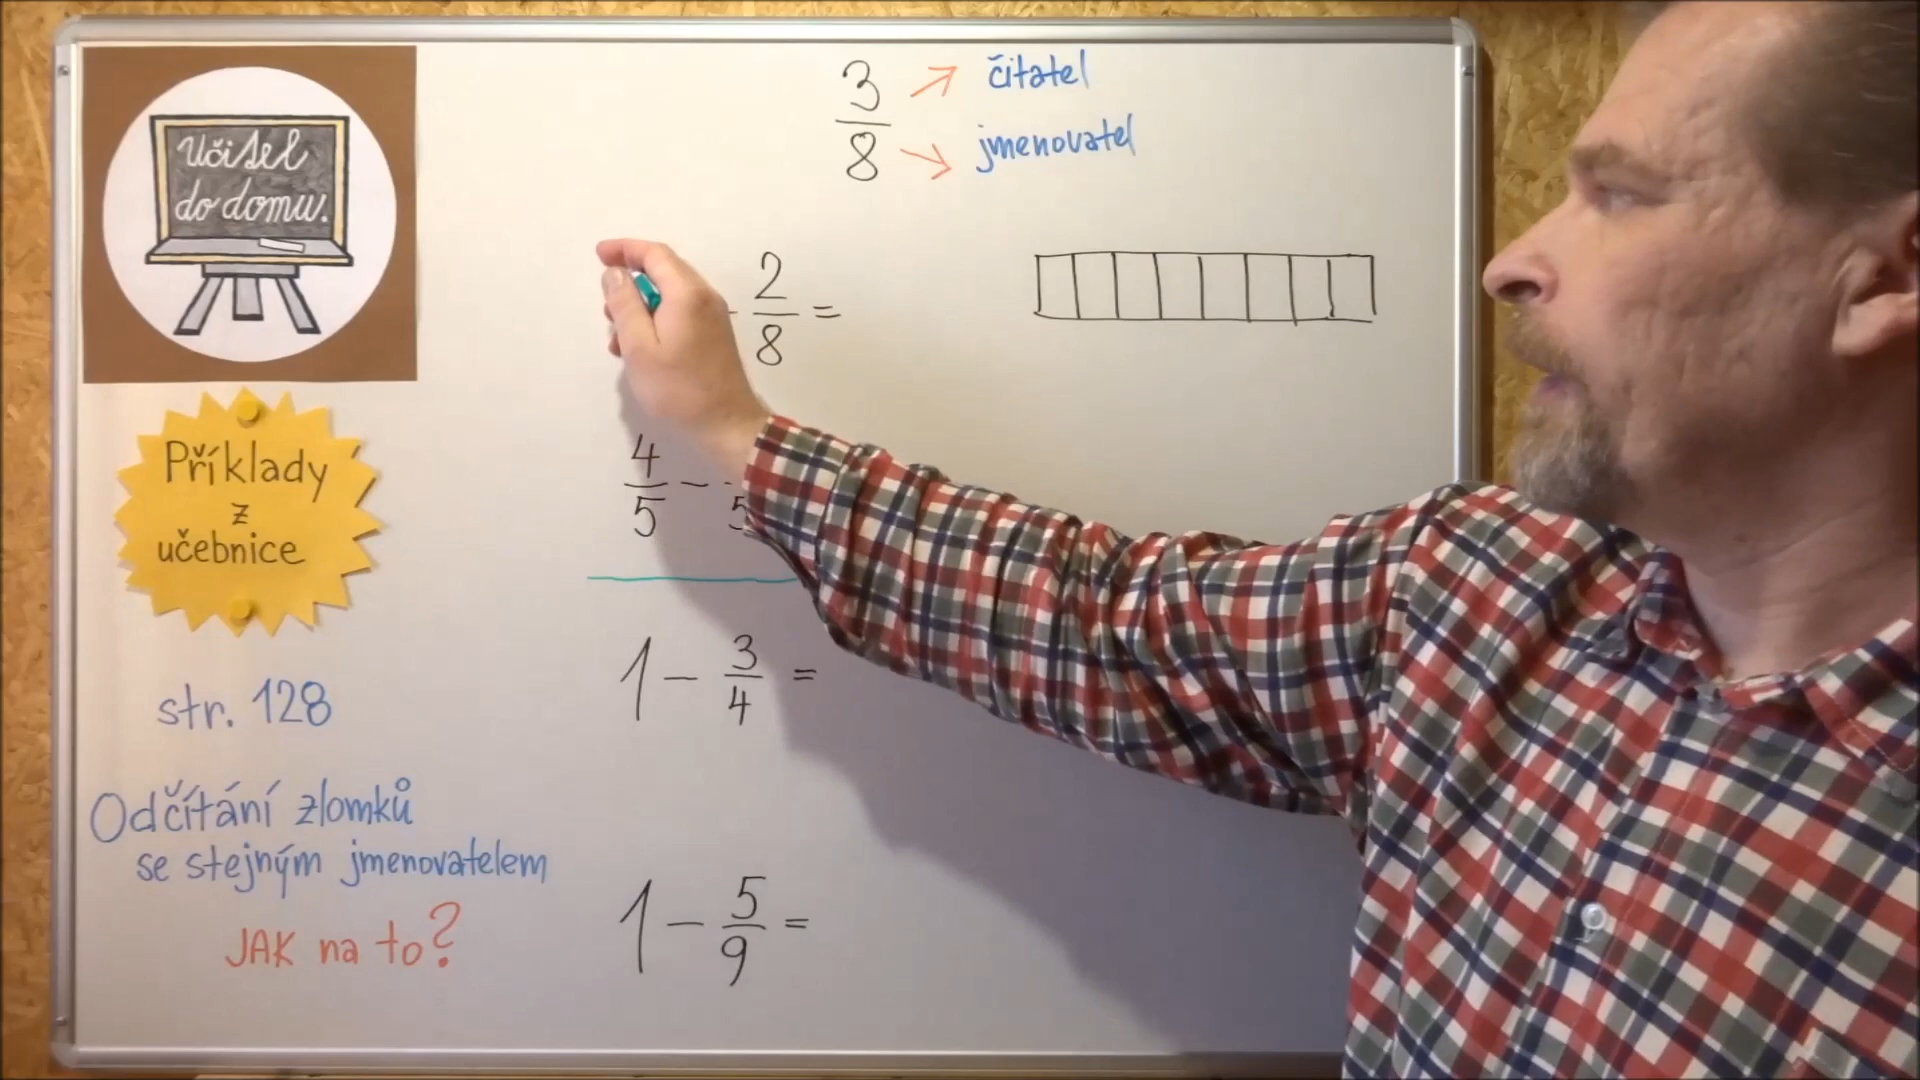 Učitel
do domu.
Příklady
z
učebnice
str. 128
Odčítání zlomků
se stejným jmenovatelem
JAK na to?
3 čitatel
8 jmenovatel
- 2/8 =
4/5 - 5
1 - 3/4 =
1 - 5/9 =